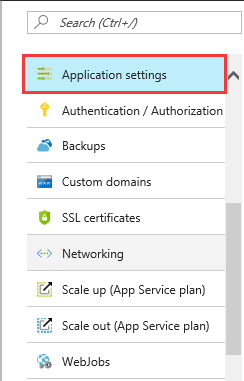 Search (Ctrl+/)
Application settings
Authentication / Authorization
Backups
Custom domains
SSL certificates
Networking
Scale up (App Service plan)
Scale out (App Service plan)
WebJobs